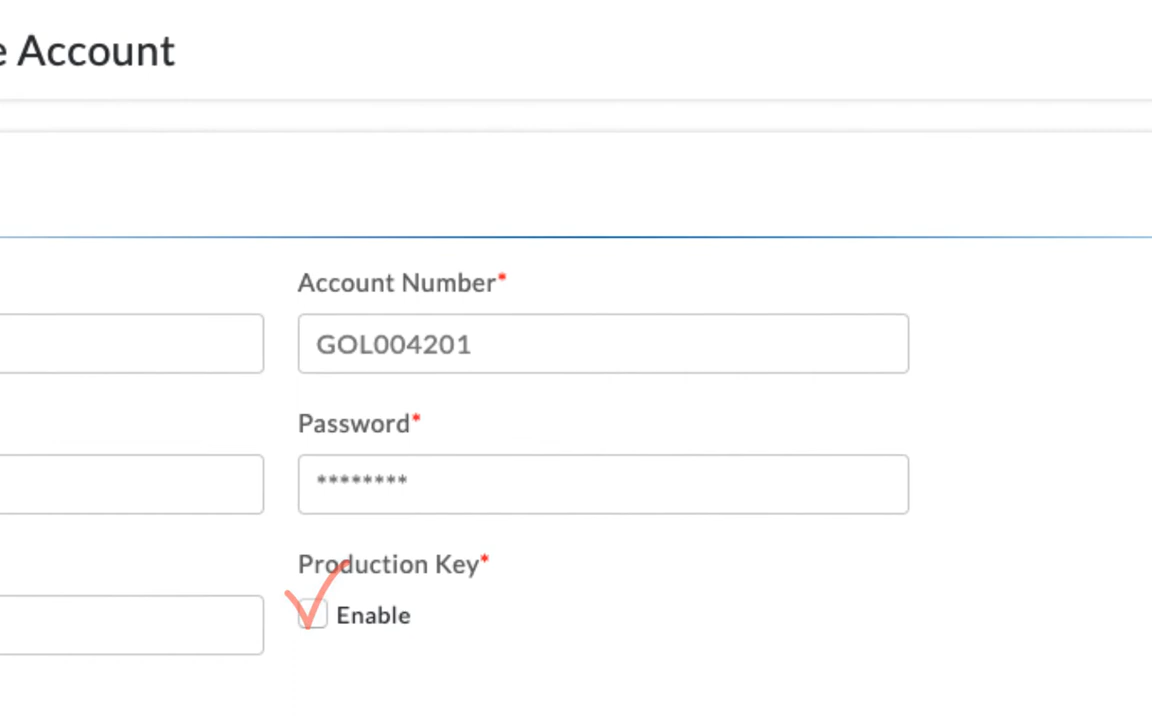 e Account
Account Number*
GOL004201
Password*
********
Production Key*
Enable